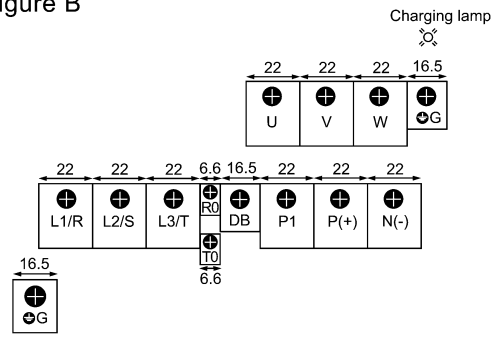 Figure B
Charging lamp
22 22 22 16.5
U V W G
22 22 22 6.6 16.5 22 22 22
L1/R L2/S L3/T R0 DB P1 P(+) N(-)
T0
6.6
16.5
G